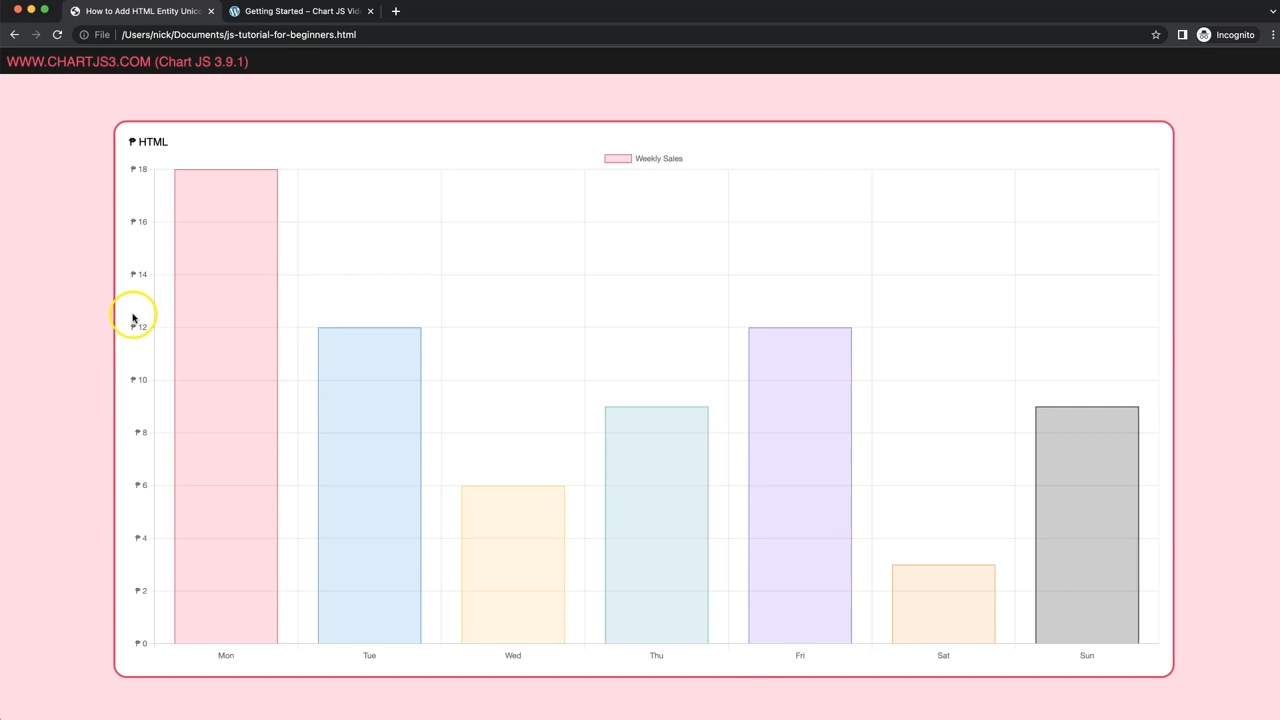 How to Add HTML Entity Unic
Getting Started – Chart JS Vid
File
/Users/nick/Documents/js-tutorial-for-beginners.html
Incognito
WWW.CHARTJS3.COM (Chart JS 3.9.1)
₱ HTML
Weekly Sales
₱ 18
₱ 16
₱ 14
₱ 12
₱ 10
₱ 8
₱ 6
₱ 4
₱ 2
₱ 0
Mon Tue Wed Thu Fri Sat Sun